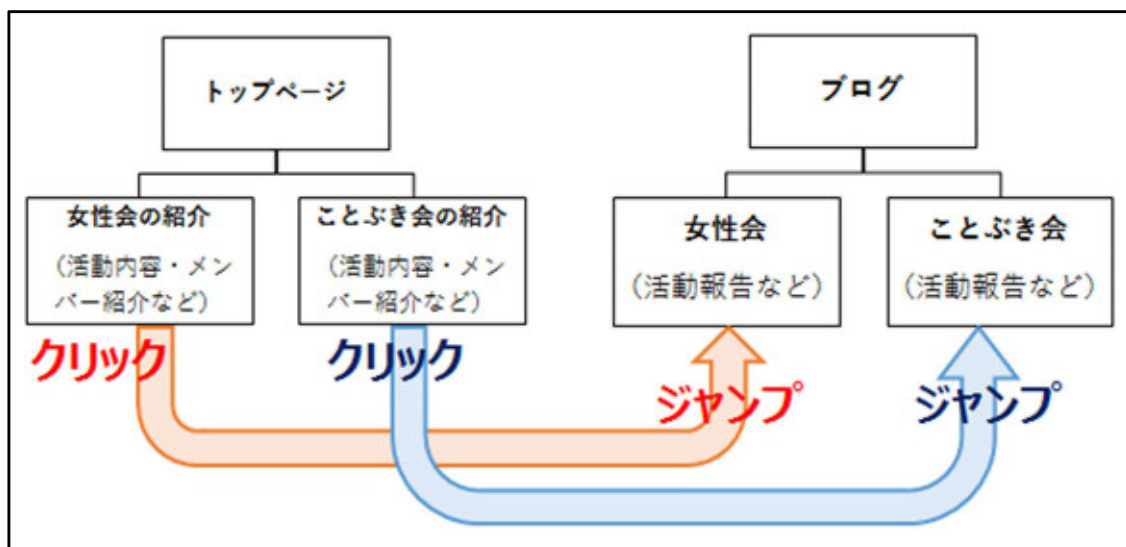 トップページ
ブログ
女性会の紹介
(活動内容・メン
バー紹介など)
ことぶき会の紹介
(活動内容・メン
バー紹介など)
女性会
(活動報告など)
ことぶき会
(活動報告など)
クリック
クリック
ジャンプ
ジャンプ